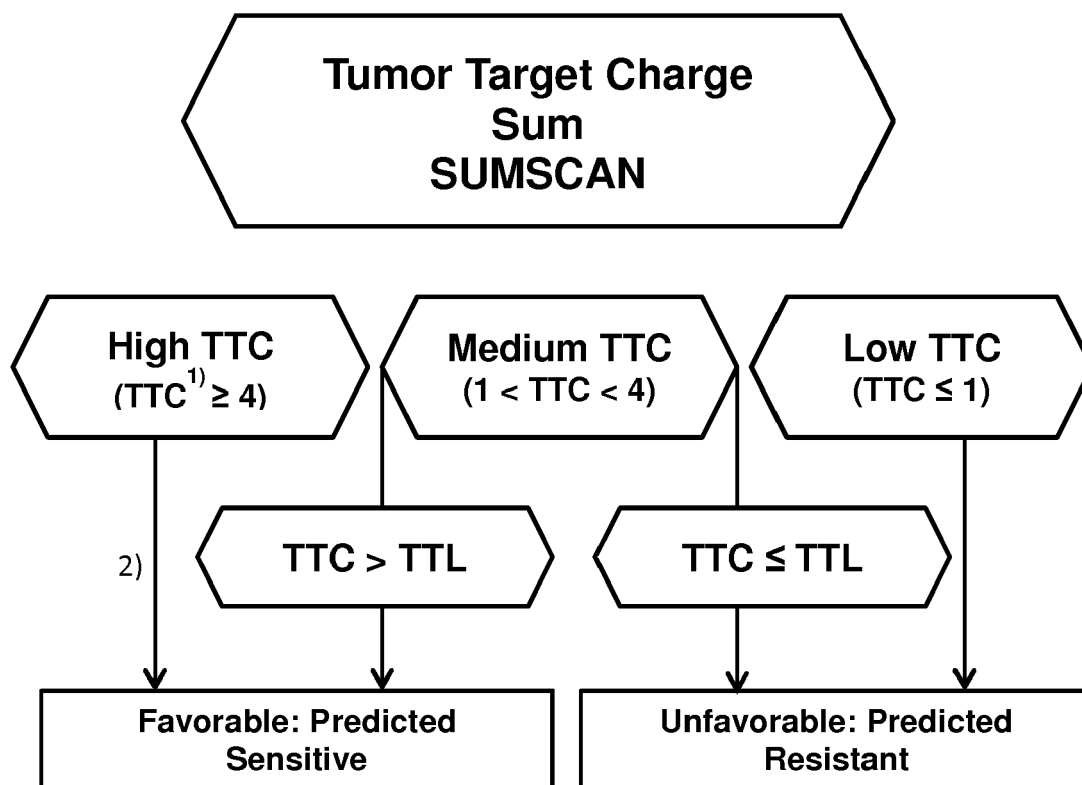 Tumor Target Charge
Sum
SUMSCAN
High TTC
(TTC¹⁾ ≥ 4)
Medium TTC
(1 < TTC < 4)
Low TTC
(TTC ≤ 1)
TTC > TTL
TTC ≤ TTL
2)
Favorable: Predicted
Sensitive
Unfavorable: Predicted
Resistant